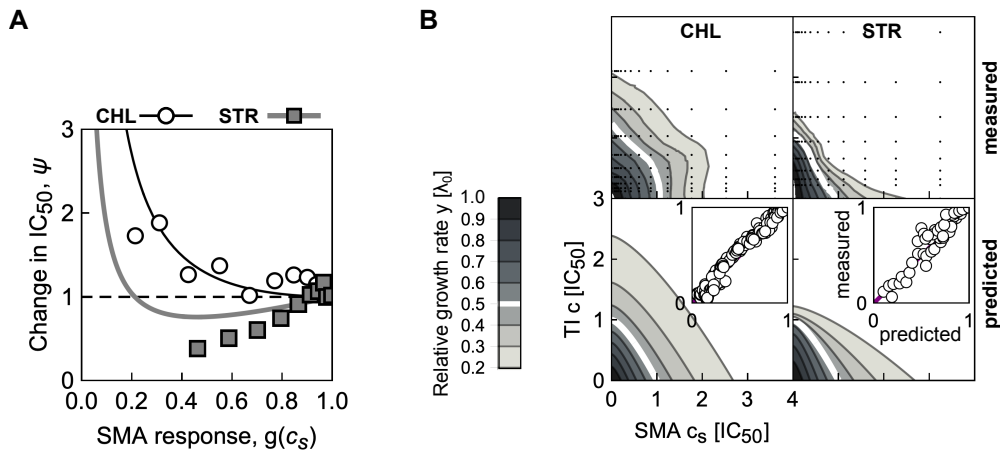 A
CHL STR
3
2
1
0
Change in IC50, ψ
0.0 0.2 0.4 0.6 0.8 1.0
SMA response, g(cs)
B
CHL STR
measured
predicted
Relative growth rate y [λ0]
1.0
0.9
0.8
0.7
0.6
0.5
0.4
0.3
0.2
3
2
1
0
TI c [IC50]
0 1 2 3 4
SMA cs [IC50]
1
0
0 1
1
0
0 1
measured
predicted